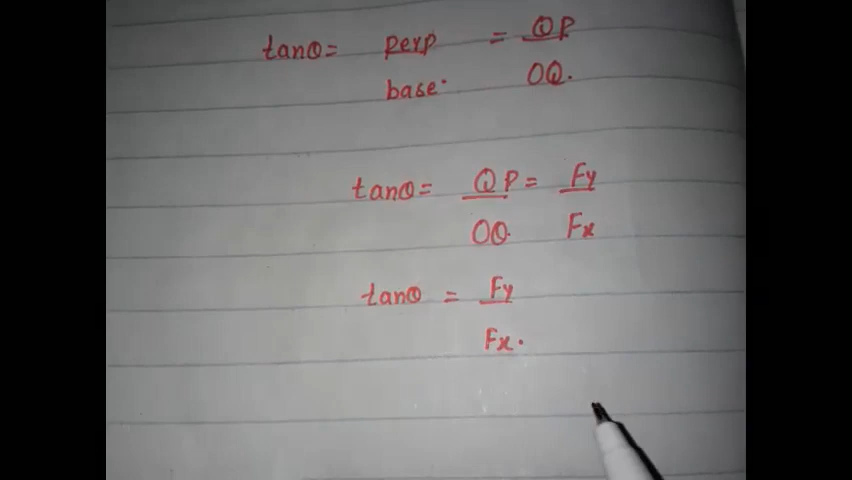 tanθ = perp/base. = QP/OQ.
tanθ = QP/OQ. = Fy/Fx
tanθ = Fy/Fx.